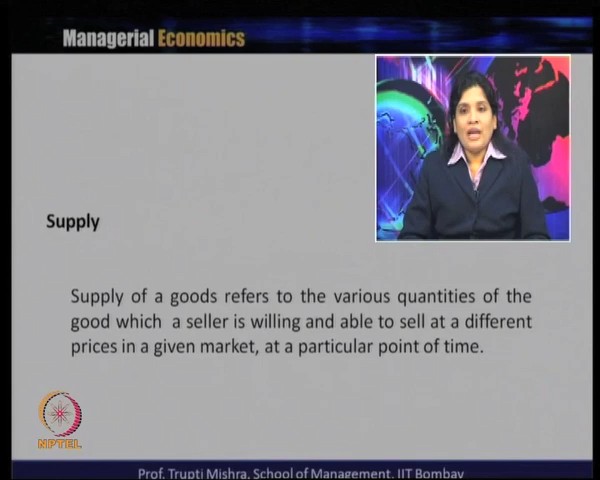 Managerial Economics
Supply
Supply of a goods refers to the various quantities of the
good which a seller is willing and able to sell at a different
prices in a given market, at a particular point of time.
NPTEL
Prof. Trupti Mishra, School of Management, IIT Bombay